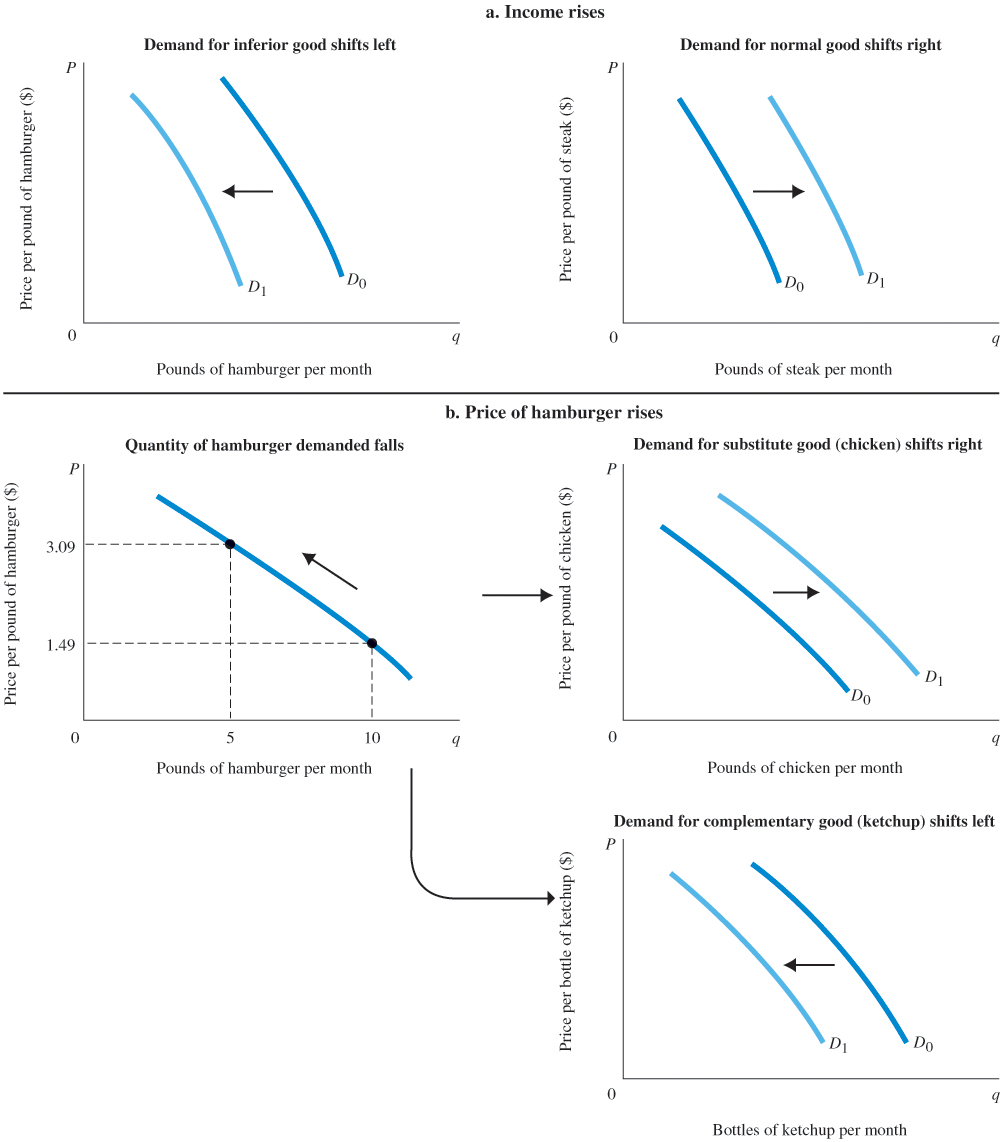 a. Income rises
Demand for inferior good shifts left
P
Price per pound of hamburger ($)
D1
D0
0
q
Pounds of hamburger per month
Demand for normal good shifts right
P
Price per pound of steak ($)
D0
D1
0
q
Pounds of steak per month
b. Price of hamburger rises
Quantity of hamburger demanded falls
P
Price per pound of hamburger ($)
3.09
1.49
0
5
10
q
Pounds of hamburger per month
Demand for substitute good (chicken) shifts right
P
Price per pound of chicken ($)
D1
D0
0
q
Pounds of chicken per month
Demand for complementary good (ketchup) shifts left
P
Price per bottle of ketchup ($)
D1
D0
0
q
Bottles of ketchup per month